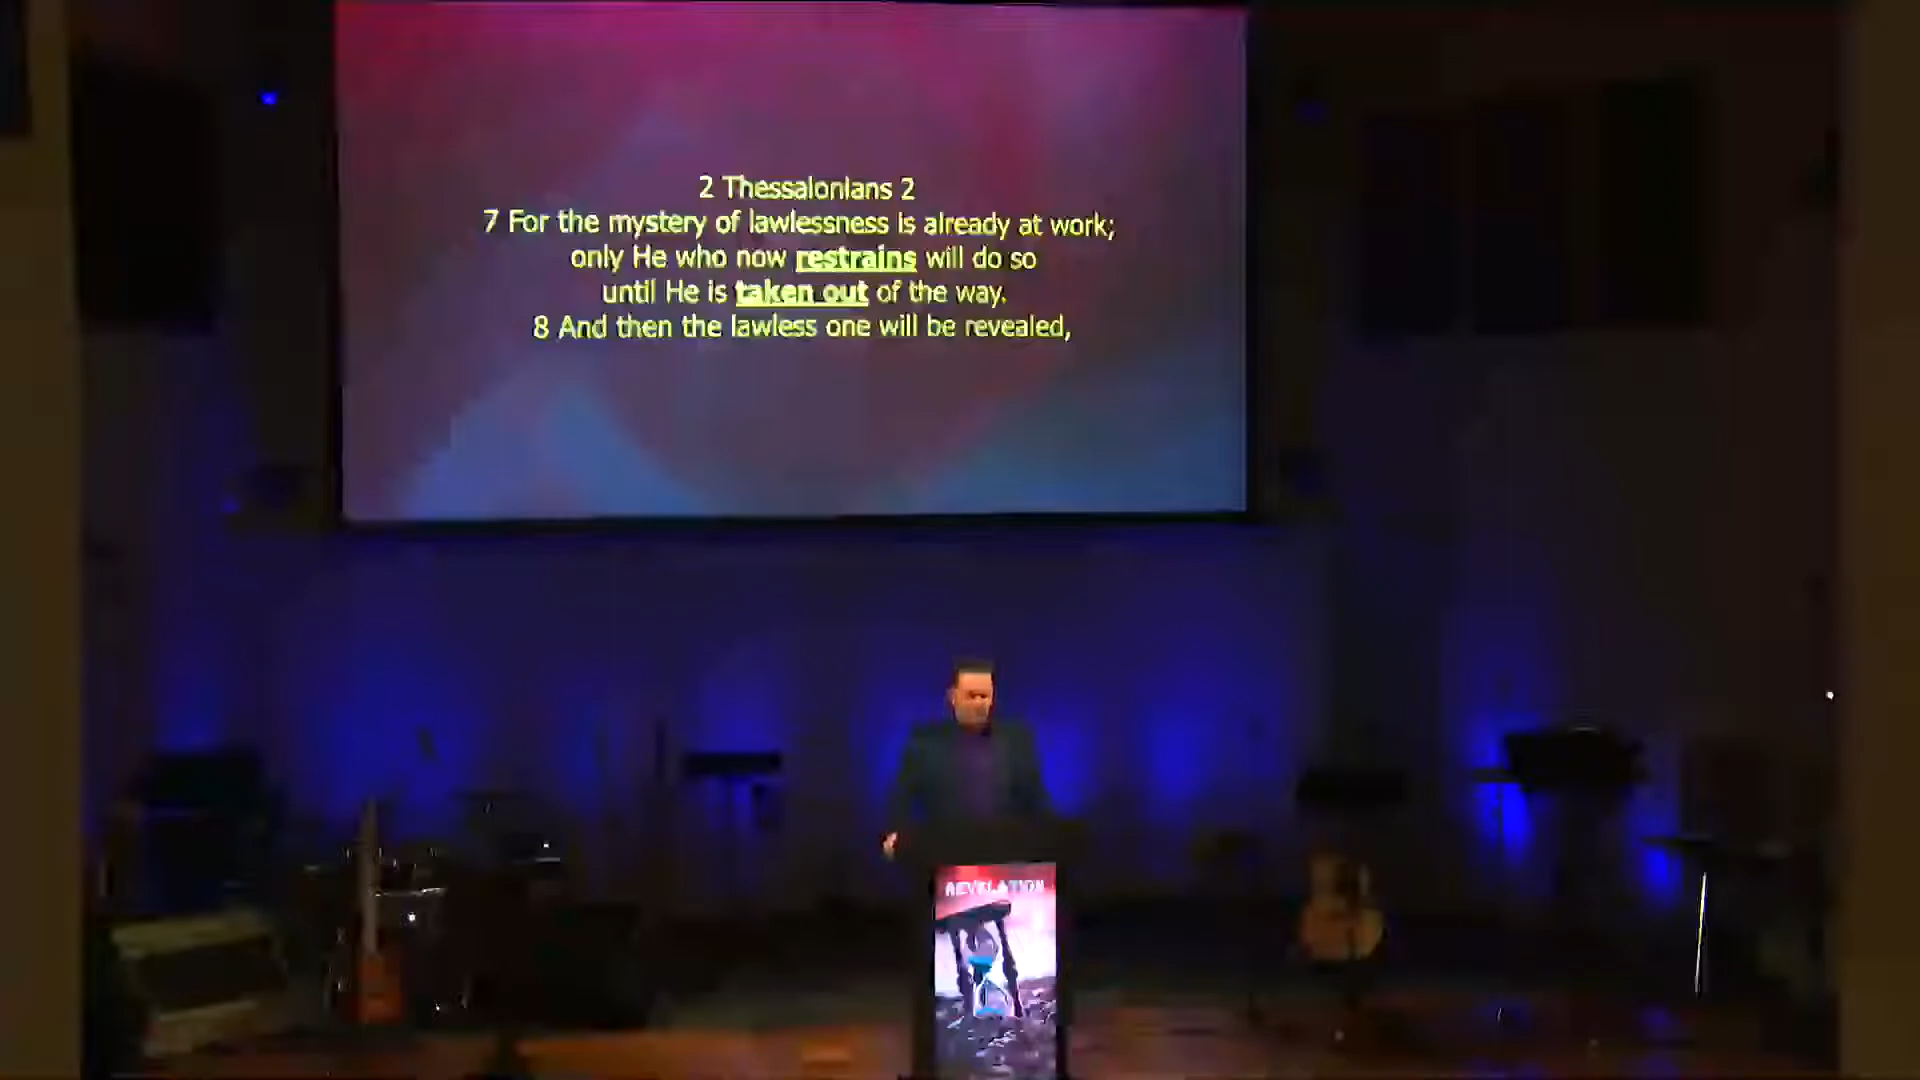 2 Thessalonians 2
7 For the mystery of lawlessness is already at work;
only He who now restrains will do so
until He is taken out of the way.
8 And then the lawless one will be revealed,
REVELATION